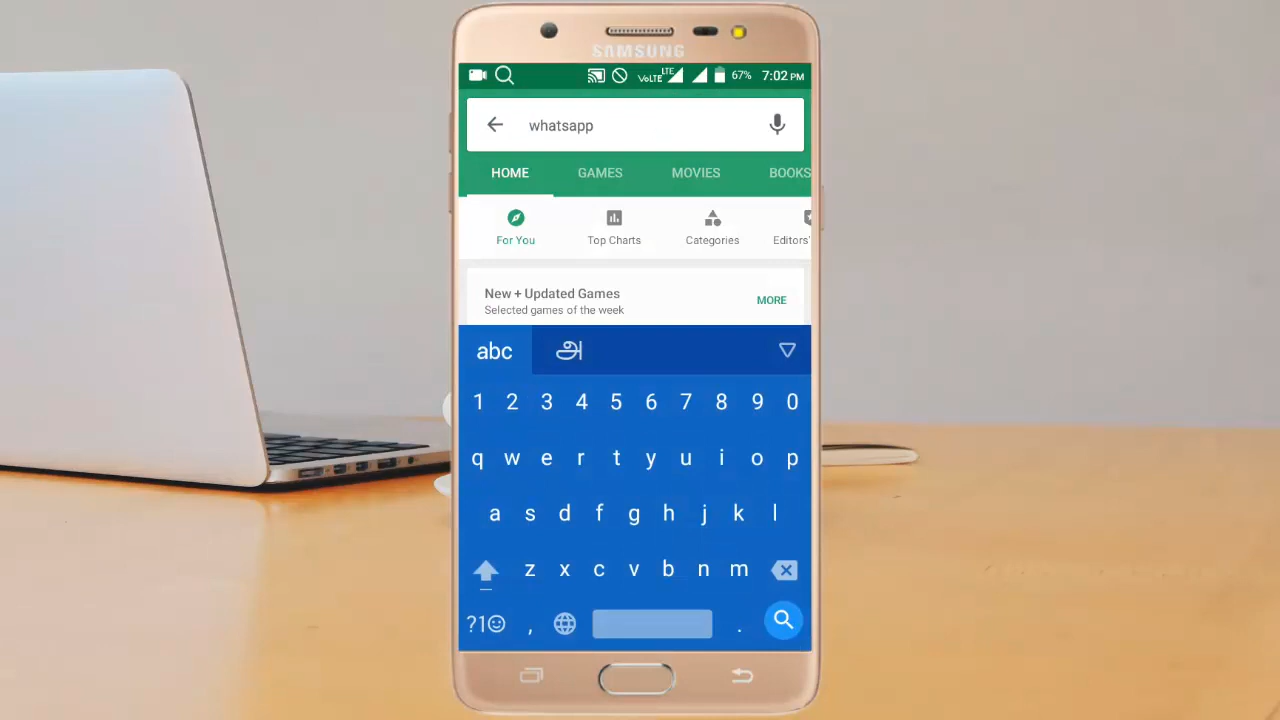 SAMSUNG
VoLTE LTE 67% 7:02 PM
whatsapp
HOME GAMES MOVIES BOOKS
For You Top Charts Categories Editors'
New + Updated Games
Selected games of the week
MORE
abc அ
1 2 3 4 5 6 7 8 9 0
q w e r t y u i o p
a s d f g h j k l
z x c v b n m
?1☺ , .